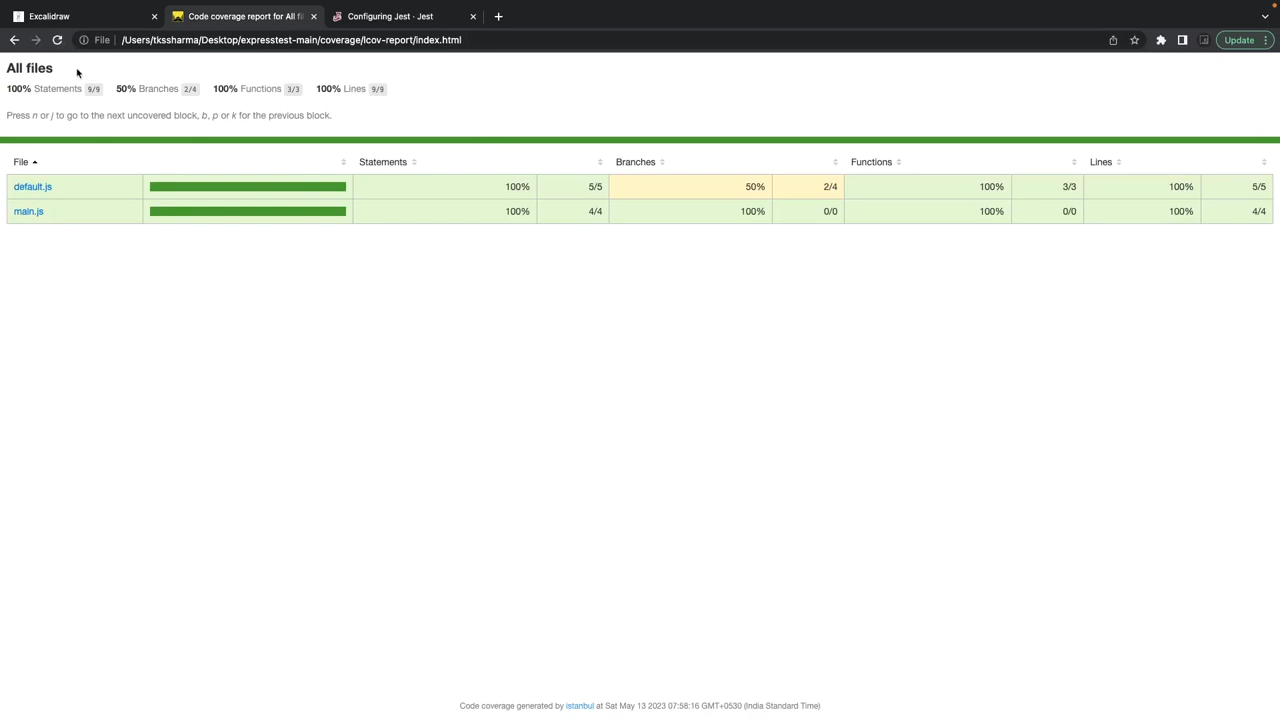 Excalidraw
Code coverage report for All fi
Configuring Jest · Jest
File
/Users/tkssharma/Desktop/expresstest-main/coverage/lcov-report/index.html
Update
All files
100% Statements 9/9 50% Branches 2/4 100% Functions 3/3 100% Lines 9/9
Press n or j to go to the next uncovered block, b, p or k for the previous block.
File Statements Branches Functions Lines
default.js 100% 5/5 50% 2/4 100% 3/3 100% 5/5
main.js 100% 4/4 100% 0/0 100% 0/0 100% 4/4
Code coverage generated by istanbul at Sat May 13 2023 07:58:16 GMT+0530 (India Standard Time)